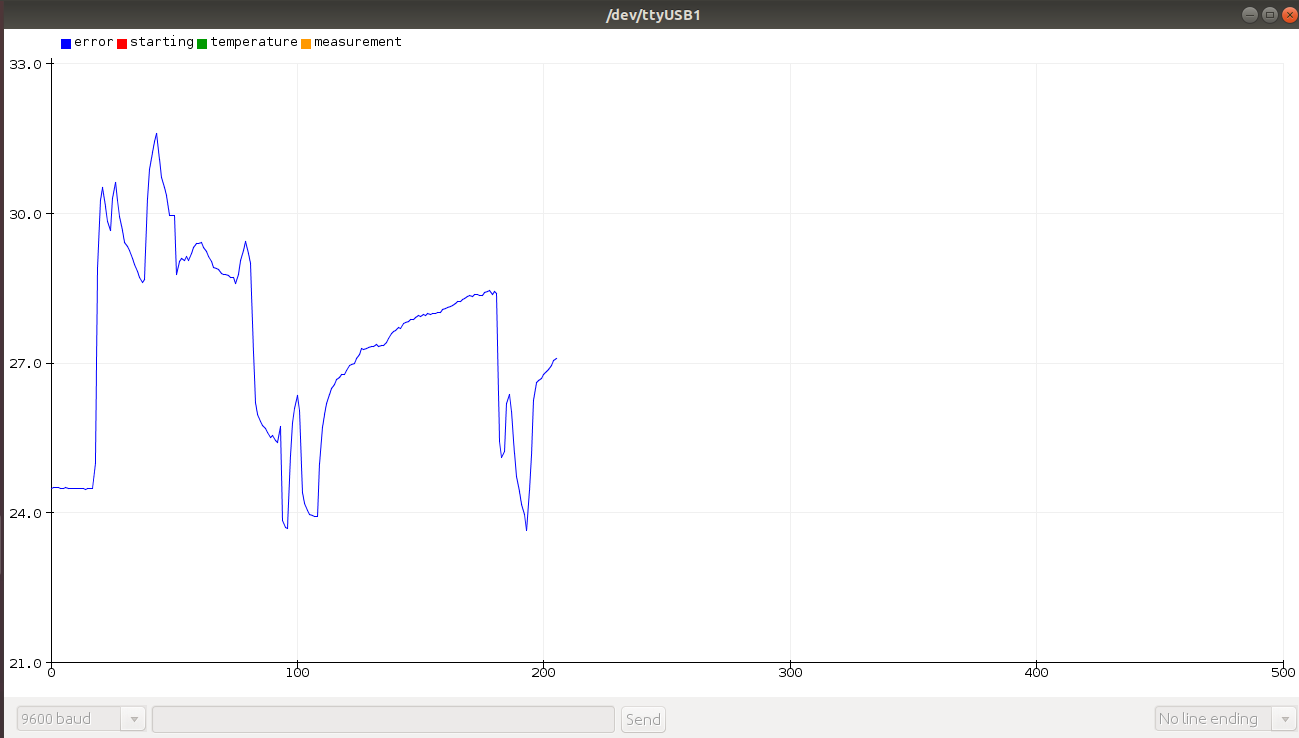 /dev/ttyUSB1
error starting temperature measurement
33.0
30.0
27.0
24.0
21.0
0 100 200 300 400 500
9600 baud Send No line ending